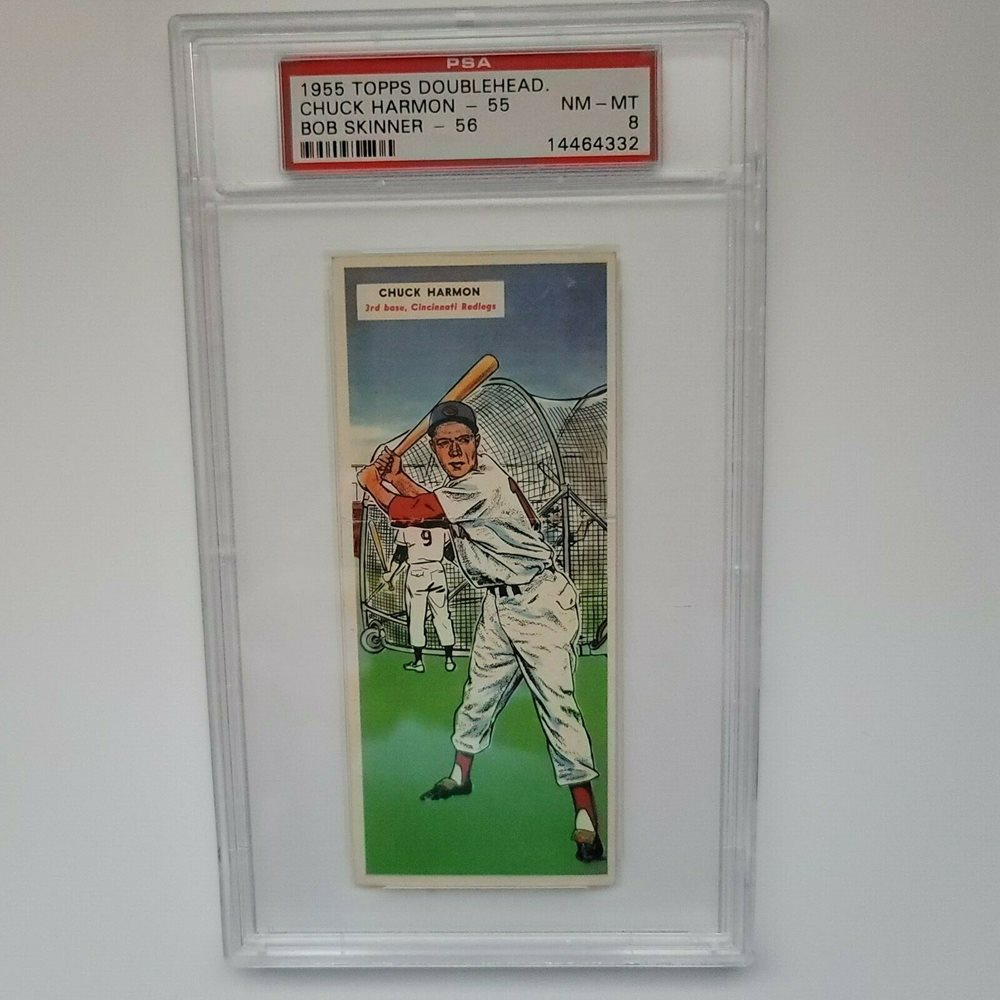 PSA
1955 TOPPS DOUBLEHEAD.
CHUCK HARMON - 55 NM - MT
BOB SKINNER - 56 8
14464332
CHUCK HARMON
3rd base, Cincinnati Redlegs
9